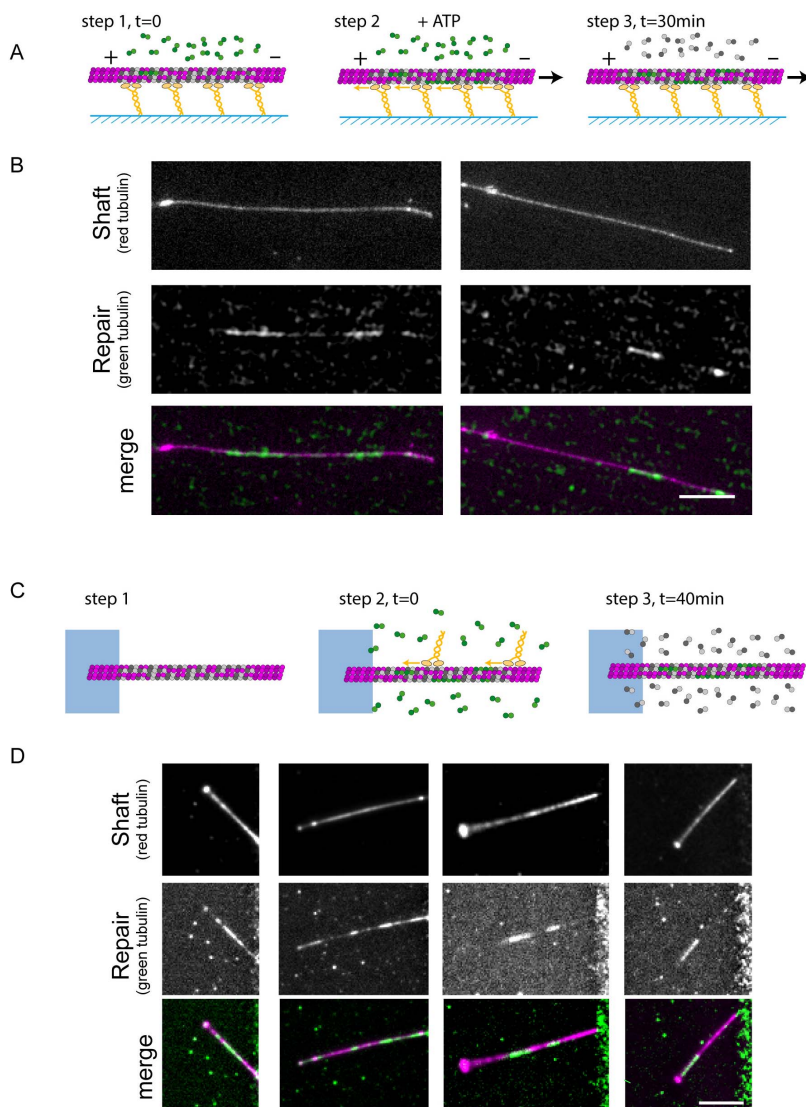 A
step 1, t=0
step 2 + ATP
step 3, t=30min
+ −
+ −
+ −
B
Shaft
(red tubulin)
Repair
(green tubulin)
merge
C
step 1
step 2, t=0
step 3, t=40min
D
Shaft
(red tubulin)
Repair
(green tubulin)
merge